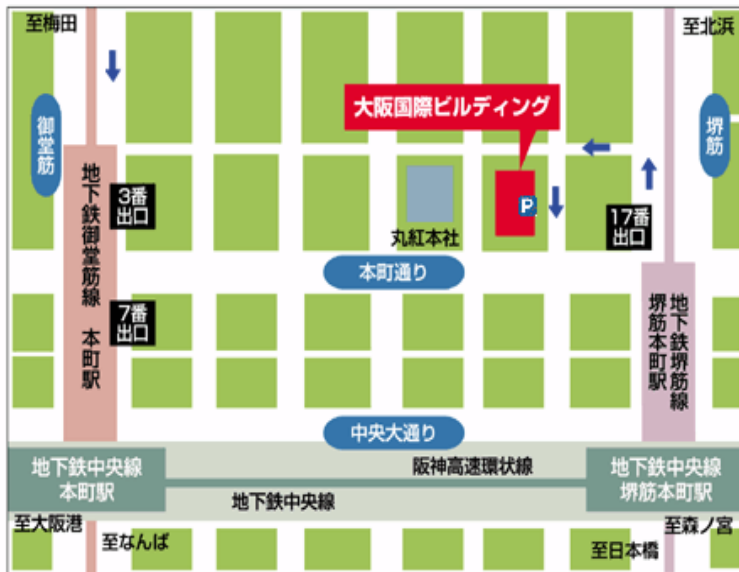 至梅田
至北浜
大阪国際ビルディング
御堂筋
堺筋
地下鉄御堂筋線 本町駅
3番
出口
P
17番
出口
丸紅本社
本町通り
7番
出口
地下鉄堺筋線
堺筋本町駅
中央大通り
地下鉄中央線
本町駅
阪神高速環状線
地下鉄中央線
地下鉄中央線
堺筋本町駅
至大阪港
至森ノ宮
至なんば
至日本橋